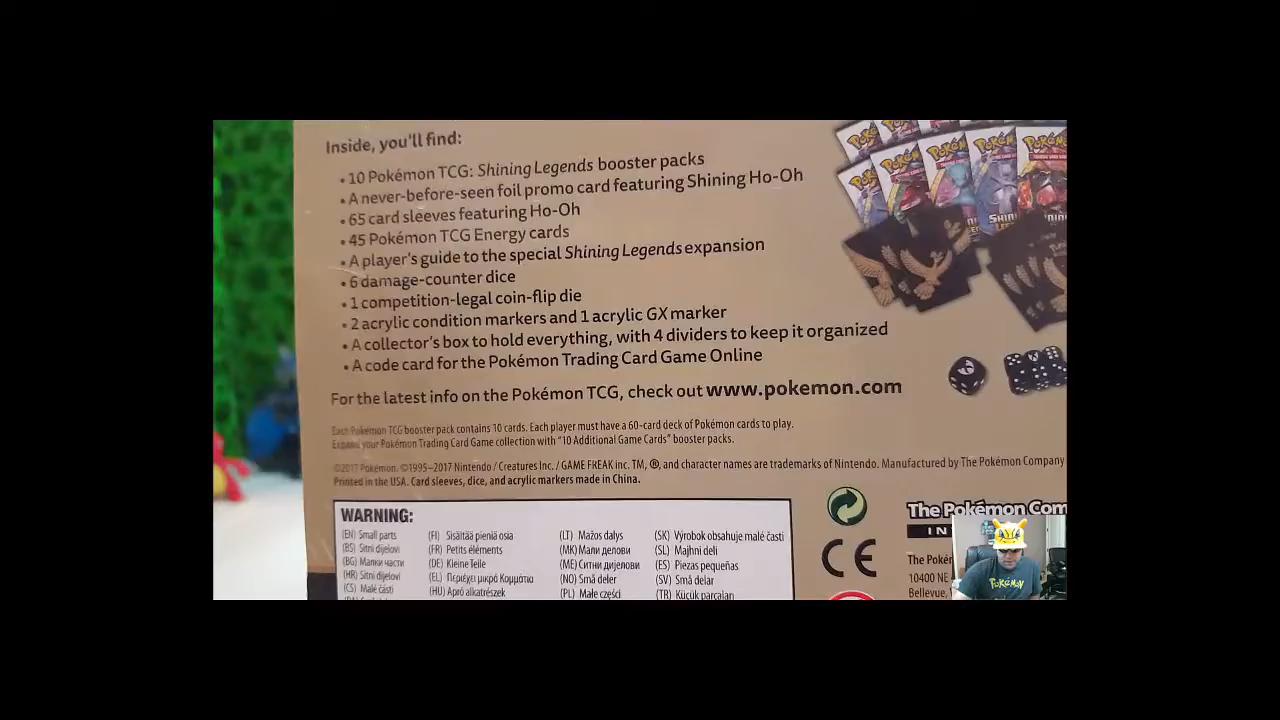 Inside, you'll find:
• 10 Pokémon TCG: Shining Legends booster packs
• A never-before-seen foil promo card featuring Shining Ho-Oh
• 65 card sleeves featuring Ho-Oh
• 45 Pokémon TCG Energy cards
• A player's guide to the special Shining Legends expansion
• 6 damage-counter dice
• 1 competition-legal coin-flip die
• 2 acrylic condition markers and 1 acrylic GX marker
• A collector's box to hold everything, with 4 dividers to keep it organized
• A code card for the Pokémon Trading Card Game Online
For the latest info on the Pokémon TCG, check out www.pokemon.com
Each Pokémon TCG booster pack contains 10 cards. Each player must have a 60-card deck of Pokémon cards to play.
Expand your Pokémon Trading Card Game collection with "10 Additional Game Cards" booster packs.
©2017 Pokémon. ©1995–2017 Nintendo / Creatures Inc. / GAME FREAK inc. TM, ®, and character names are trademarks of Nintendo. Manufactured by The Pokémon Company
Printed in the USA. Card sleeves, dice, and acrylic markers made in China.
WARNING:
(EN) Small parts
(BS) Sitni dijelovi
(BG) Малки части
(HR) Sitni dijelovi
(CS) Malé části
(FI) Sisältää pieniä osia
(FR) Petits éléments
(DE) Kleine Teile
(EL) Περιέχει μικρά Κομμάτια
(HU) Apró alkatrészek
(LT) Mažos dalys
(MK) Мали делови
(ME) Ситни дијелови
(NO) Små deler
(PL) Małe części
(SK) Výrobok obsahuje malé časti
(SL) Majhni deli
(ES) Piezas pequeñas
(SV) Små delar
(TR) Küçük parçaları
CE
The Pokémon Com
IN
The Poké
10400 NE
Bellevue,
POKéMON